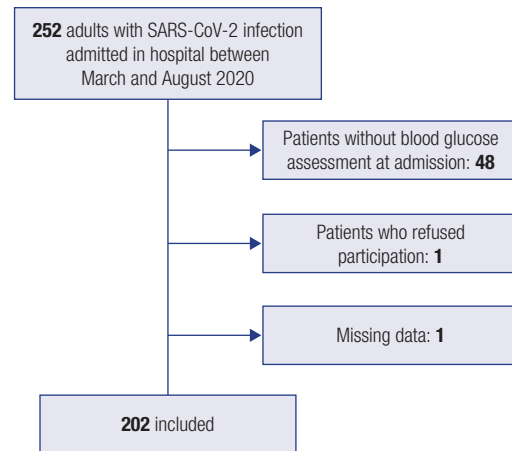 252 adults with SARS-CoV-2 infection
admitted in hospital between
March and August 2020
Patients without blood glucose
assessment at admission: 48
Patients who refused
participation: 1
Missing data: 1
202 included